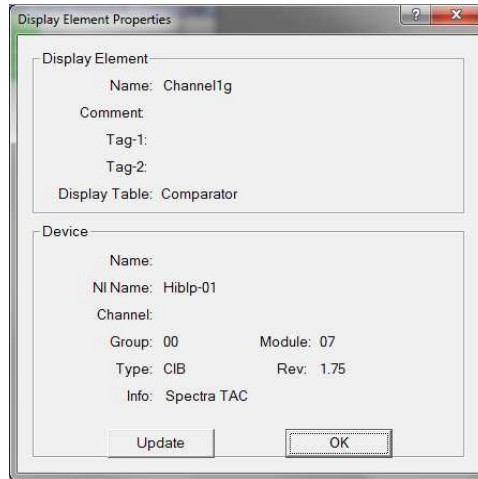 Display Element Properties
?
X
Display Element
Name: Channel1g
Comment:
Tag-1:
Tag-2:
Display Table: Comparator
Device
Name:
NI Name: Hiblp-01
Channel:
Group: 00 Module: 07
Type: CIB Rev: 1.75
Info: Spectra TAC
Update OK